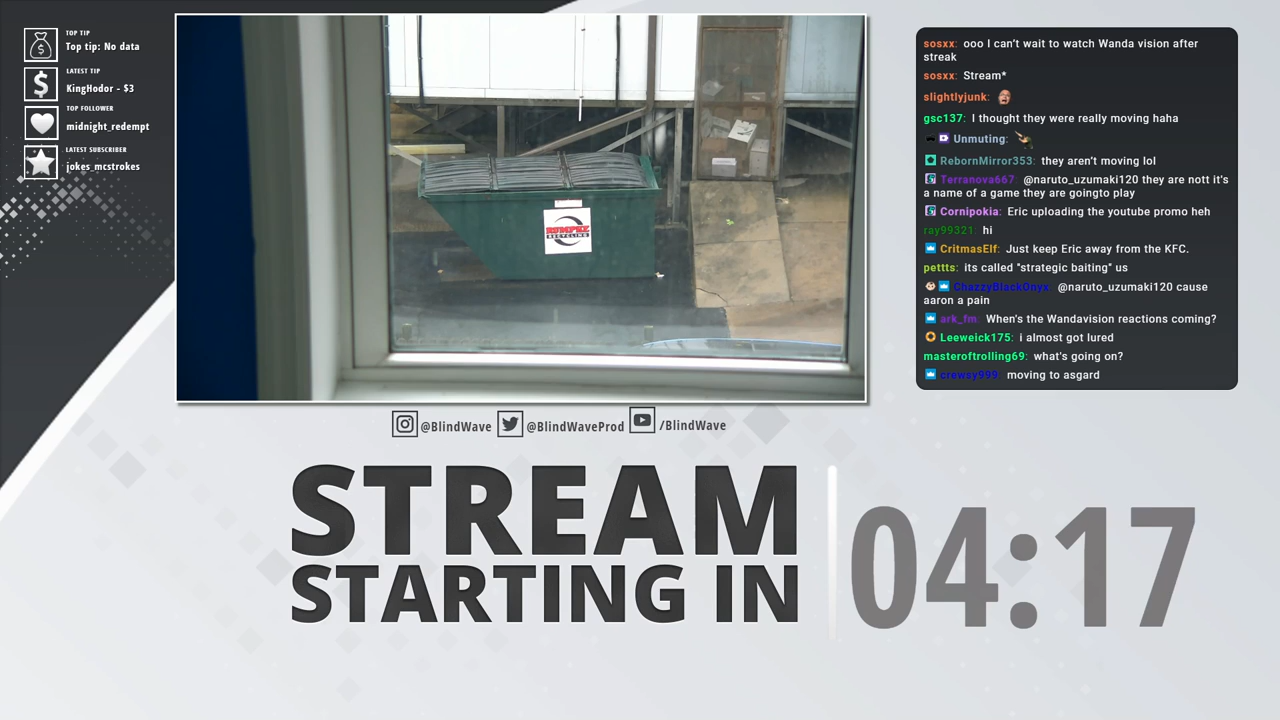 TOP TIP
Top tip: No data
LATEST TIP
KingHodor - $3
TOP FOLLOWER
midnight_redempt
LATEST SUBSCRIBER
jokes_mcstrokes
RUMPKE
RECYCLING
sosxx: ooo I can't wait to watch Wanda vision after
streak
sosxx: Stream*
slightlyjunk:
gsc137: I thought they were really moving haha
Unmuting:
RebornMirror353: they aren't moving lol
Terranova667: @naruto_uzumaki120 they are nott it's
a name of a game they are goingto play
Cornipokia: Eric uploading the youtube promo heh
ray99321: hi
CritmasElf: Just keep Eric away from the KFC.
pettts: its called "strategic baiting" us
ChazzyBlackOnyx: @naruto_uzumaki120 cause
aaron a pain
ark_fm: When's the Wandavision reactions coming?
Leeweick175: i almost got lured
masteroftrolling69: what's going on?
crewsy999: moving to asgard
@BlindWave @BlindWaveProd /BlindWave
STREAM
STARTING IN
04:17